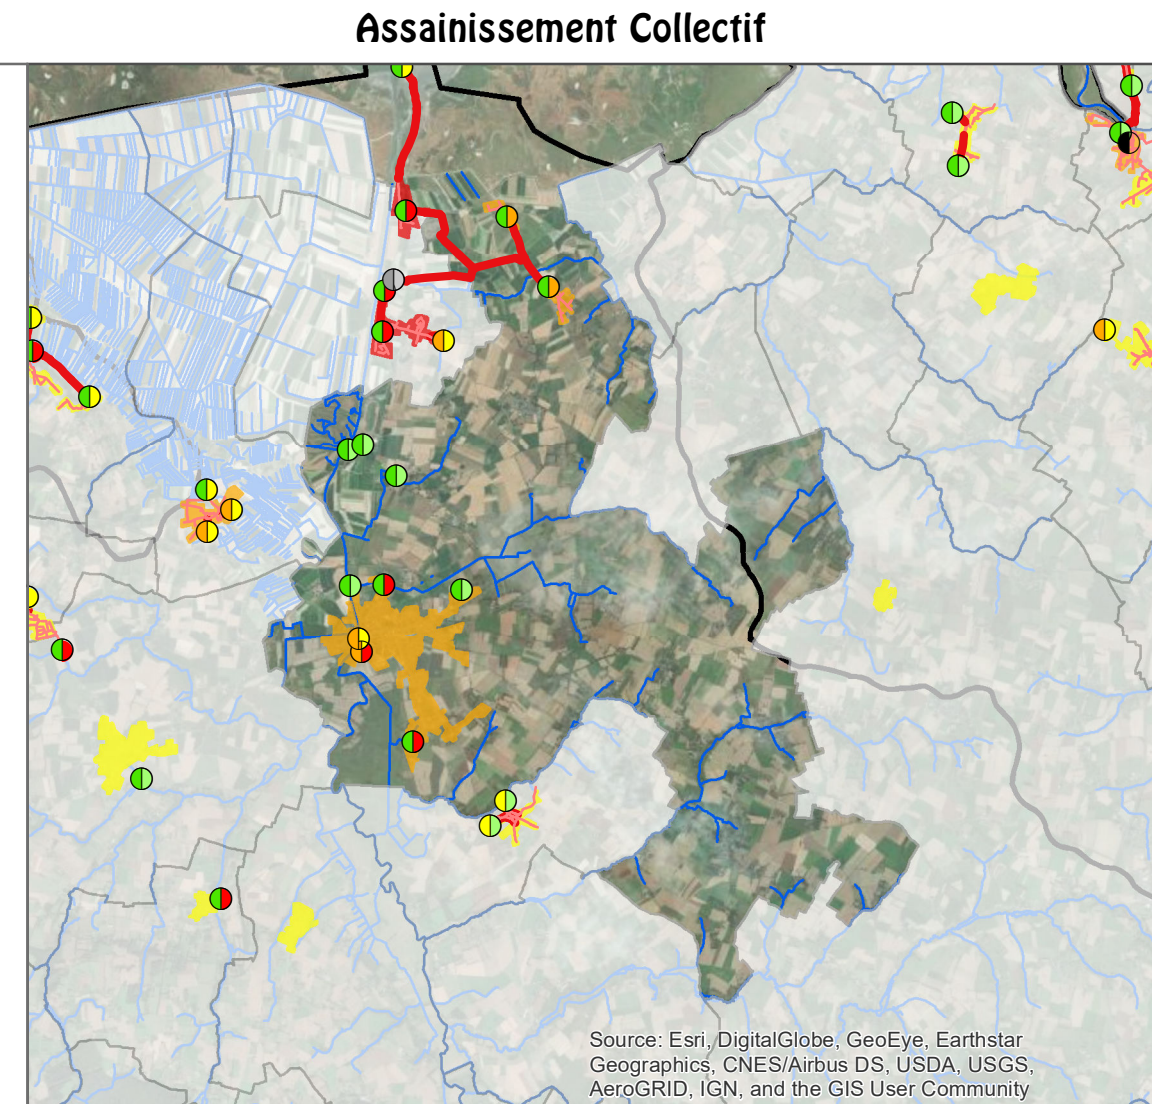 Assainissement Collectif
Source: Esri, DigitalGlobe, GeoEye, Earthstar
Geographics, CNES/Airbus DS, USDA, USGS,
AeroGRID, IGN, and the GIS User Community